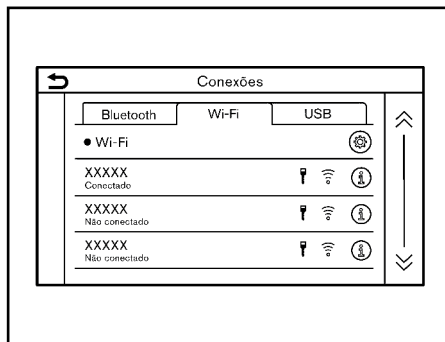 Conexões
Bluetooth Wi-Fi USB
• Wi-Fi
XXXXX
Conectado
XXXXX
Não conectado
XXXXX
Não conectado